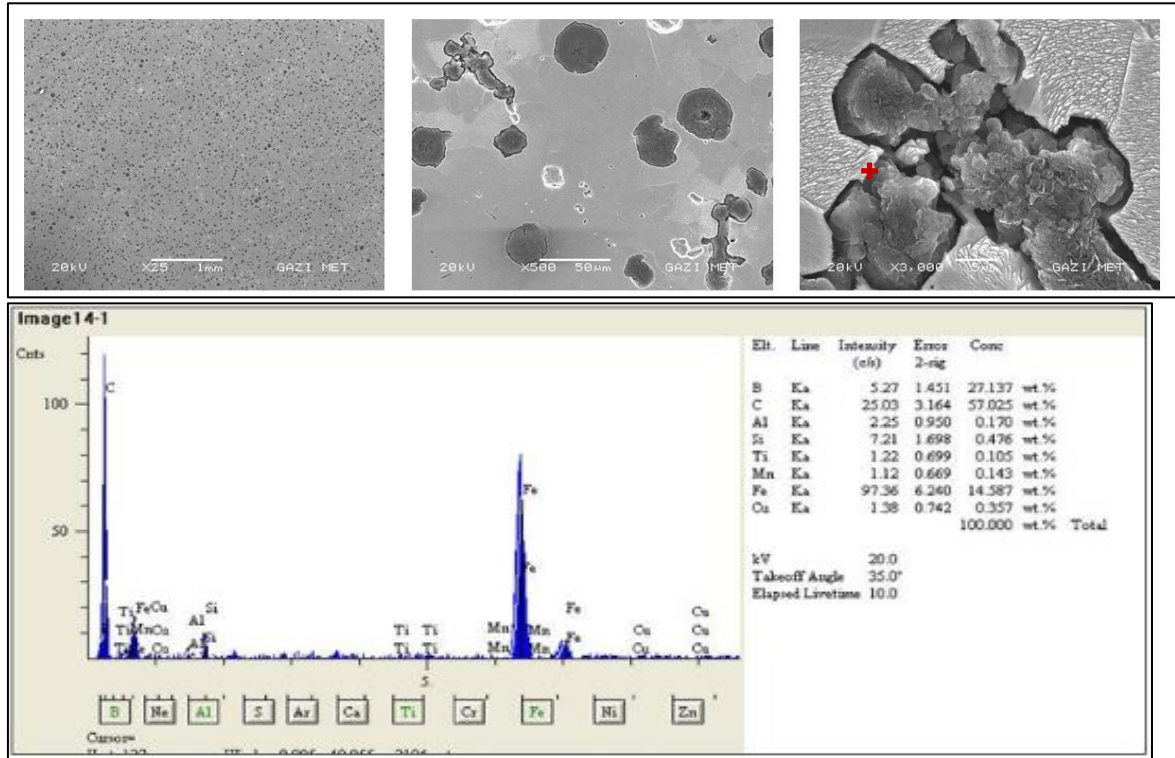 20kV X25 1mm GAZI MET
20kV X500 50µm GAZI MET
20kV X3,000 5µm GAZI MET
Image14-1
Cnts
100
50
C
Fe
Fe
Ti Fe Cu
Ti Mn Cu
Cu
Al Si
Al Si
Ti Ti
Ti Ti
Mn Mn
Mn Mn
Fe
Fe
Cu Cu
Cu Cu
Cu Cu
5.
B Ne Al S Ar Ca Ti Cr Fe Ni Zn
Cursor=
Elt. Line Intensity Error Conc
(c/s) 2-sig
B Ka 5.27 1.451 27.137 wt.%
C Ka 25.03 3.164 57.025 wt.%
Al Ka 2.25 0.950 0.170 wt.%
Si Ka 7.21 1.698 0.476 wt.%
Ti Ka 1.22 0.699 0.105 wt.%
Mn Ka 1.12 0.669 0.143 wt.%
Fe Ka 97.36 6.240 14.587 wt.%
Cu Ka 1.38 0.742 0.357 wt.%
100.000 wt.% Total
kV 20.0
Takeoff Angle 35.0°
Elapsed Livetime 10.0